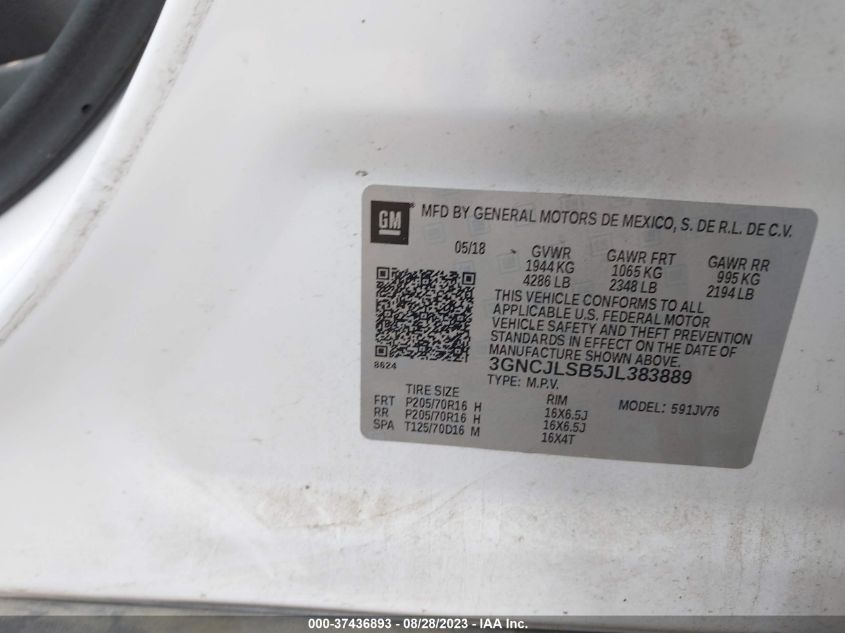 GM ® MFD BY GENERAL MOTORS DE MEXICO, S. DE R.L. DE C.V.
05/18 GVWR GAWR FRT GAWR RR
1944 KG 1065 KG 995 KG
4286 LB 2348 LB 2194 LB
THIS VEHICLE CONFORMS TO ALL
APPLICABLE U.S. FEDERAL MOTOR
VEHICLE SAFETY AND THEFT PREVENTION
STANDARDS IN EFFECT ON THE DATE OF
MANUFACTURE SHOWN ABOVE.
8624 3GNCJLSB5JL383889
TYPE: M.P.V.
TIRE SIZE RIM MODEL: 591JV76
FRT P205/70R16 H 16X6.5J
RR P205/70R16 H 16X6.5J
SPA T125/70D16 M 16X4T
000-37436893 - 08/28/2023 - Copyright 2023 IAA, Inc.